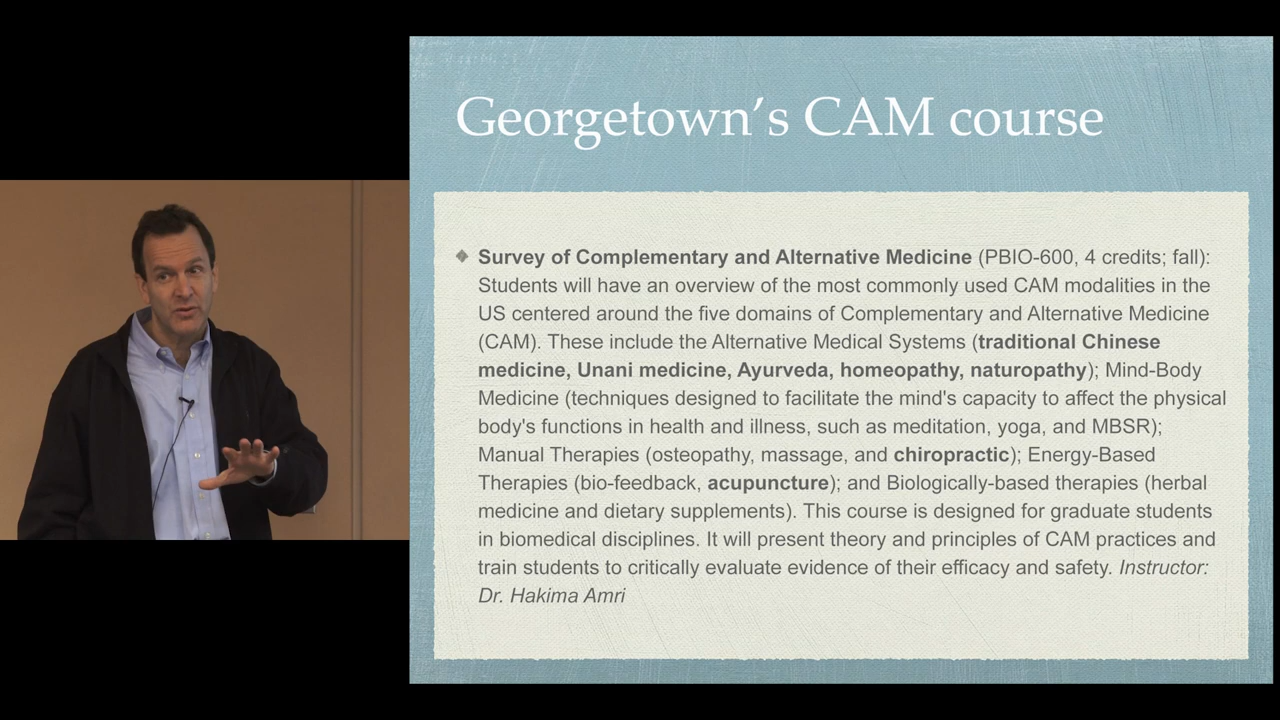 Georgetown’s CAM course
❖ Survey of Complementary and Alternative Medicine (PBIO-600, 4 credits; fall):
Students will have an overview of the most commonly used CAM modalities in the
US centered around the five domains of Complementary and Alternative Medicine
(CAM). These include the Alternative Medical Systems (traditional Chinese
medicine, Unani medicine, Ayurveda, homeopathy, naturopathy); Mind-Body
Medicine (techniques designed to facilitate the mind's capacity to affect the physical
body's functions in health and illness, such as meditation, yoga, and MBSR);
Manual Therapies (osteopathy, massage, and chiropractic); Energy-Based
Therapies (bio-feedback, acupuncture); and Biologically-based therapies (herbal
medicine and dietary supplements). This course is designed for graduate students
in biomedical disciplines. It will present theory and principles of CAM practices and
train students to critically evaluate evidence of their efficacy and safety. Instructor:
Dr. Hakima Amri